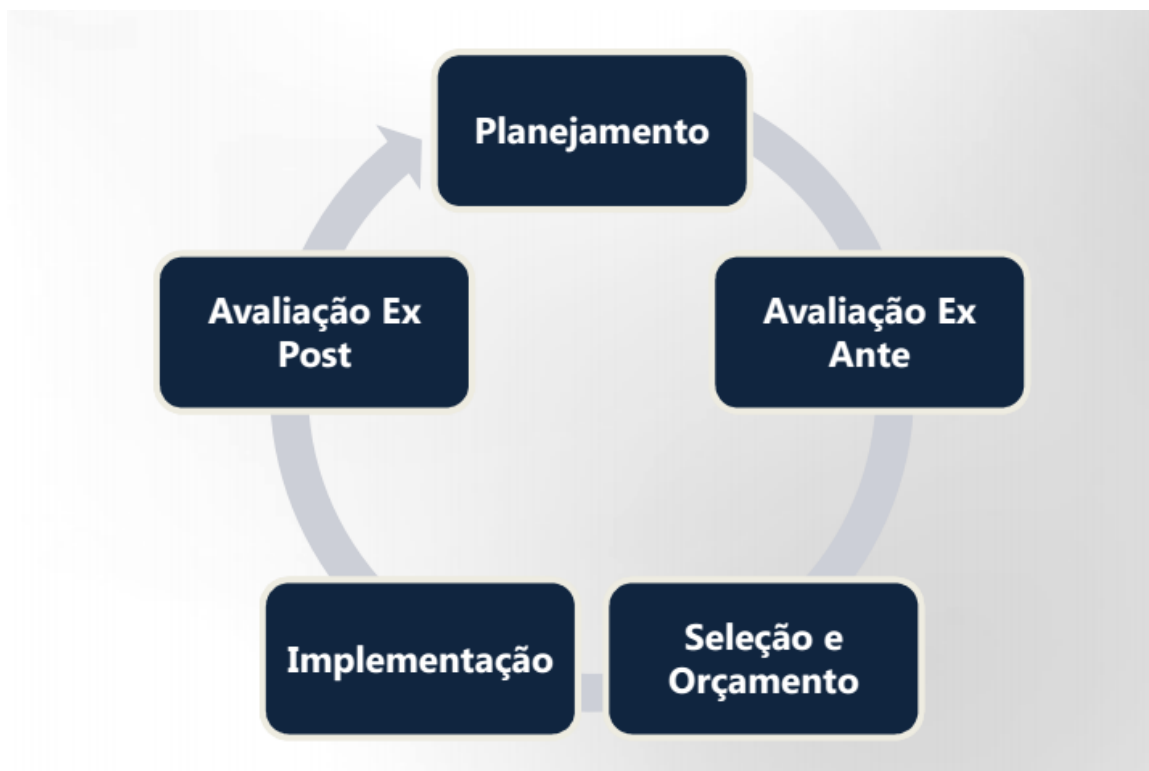 Planejamento
Avaliação Ex
Ante
Seleção e
Orçamento
Implementação
Avaliação Ex
Post